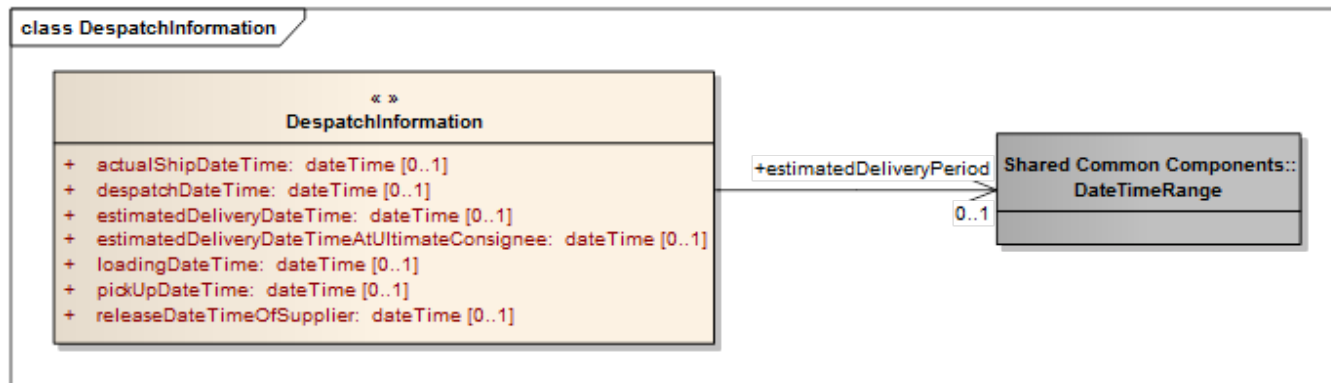 class DespatchInformation
« »
DespatchInformation
+ actualShipDateTime: dateTime [0..1]
+ despatchDateTime: dateTime [0..1]
+ estimatedDeliveryDateTime: dateTime [0..1]
+ estimatedDeliveryDateTimeAtUltimateConsignee: dateTime [0..1]
+ loadingDateTime: dateTime [0..1]
+ pickUpDateTime: dateTime [0..1]
+ releaseDateTimeOfSupplier: dateTime [0..1]
+estimatedDeliveryPeriod
0..1
Shared Common Components::
DateTimeRange